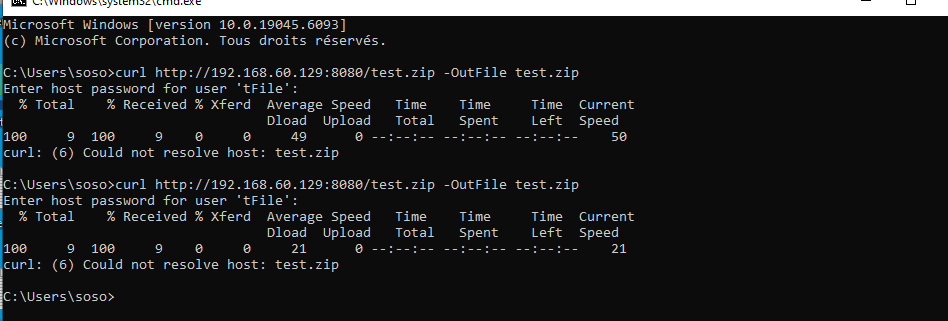 C:\Windows\system32\cmd.exe
Microsoft Windows [version 10.0.19045.6093]
(c) Microsoft Corporation. Tous droits réservés.
C:\Users\soso>curl http://192.168.60.129:8080/test.zip -OutFile test.zip
Enter host password for user 'tFile':
  % Total    % Received % Xferd  Average Speed   Time    Time     Time  Current
                                 Dload  Upload   Total   Spent    Left  Speed
100     9  100     9    0     0     49      0 --:--:-- --:--:-- --:--:--    50
curl: (6) Could not resolve host: test.zip
C:\Users\soso>curl http://192.168.60.129:8080/test.zip -OutFile test.zip
Enter host password for user 'tFile':
  % Total    % Received % Xferd  Average Speed   Time    Time     Time  Current
                                 Dload  Upload   Total   Spent    Left  Speed
100     9  100     9    0     0     21      0 --:--:-- --:--:-- --:--:--    21
curl: (6) Could not resolve host: test.zip
C:\Users\soso>